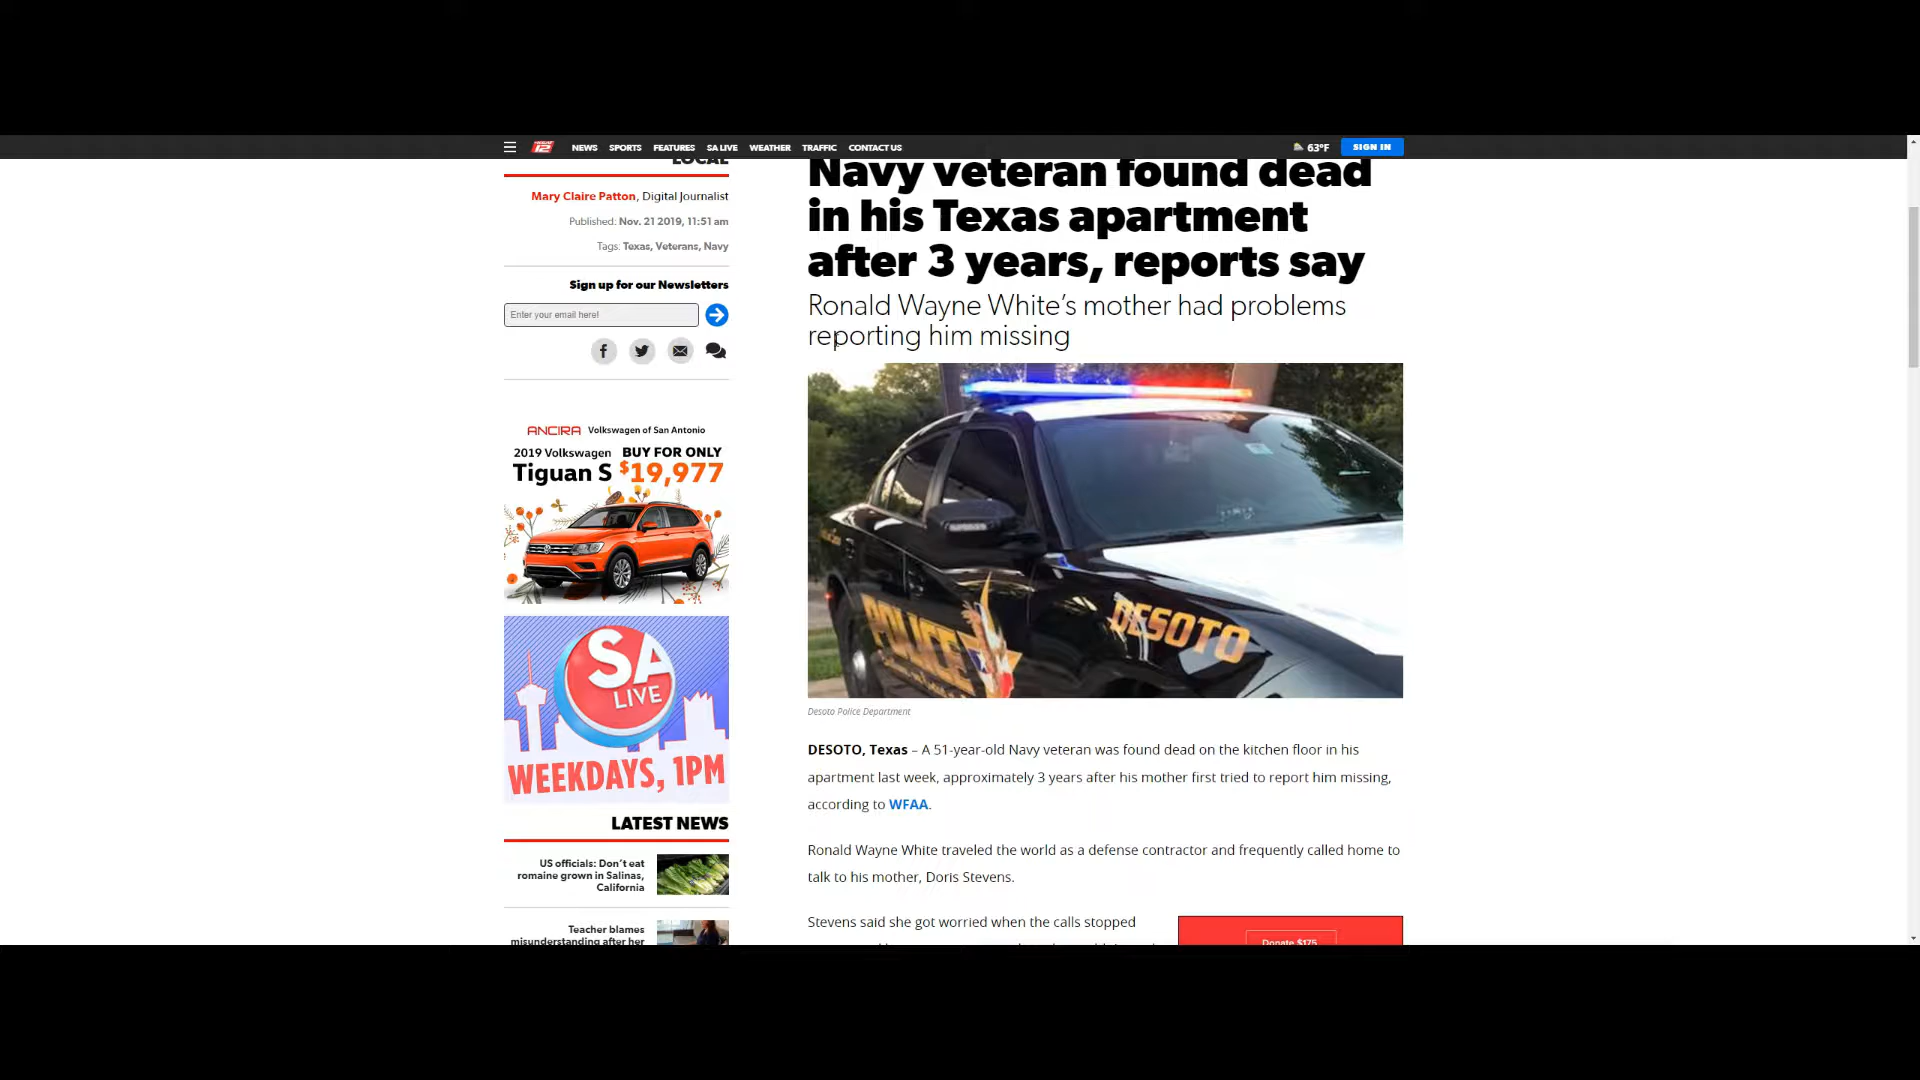 NEWS SPORTS FEATURES SA LIVE WEATHER TRAFFIC CONTACT US
63°F
SIGN IN
LOCAL
Mary Claire Patton, Digital Journalist
Published: Nov. 21 2019, 11:51 am
Tags: Texas, Veterans, Navy
Sign up for our Newsletters
Enter your email here!
ANCIRA Volkswagen of San Antonio
2019 Volkswagen BUY FOR ONLY
Tiguan S $19,977
SA
LIVE
WEEKDAYS, 1PM
LATEST NEWS
US officials: Don't eat
romaine grown in Salinas,
California
Teacher blames
misunderstanding after her
Navy veteran found dead
in his Texas apartment
after 3 years, reports say
Ronald Wayne White's mother had problems
reporting him missing
POLICE
DESOTO
Desoto Police Department
DESOTO, Texas – A 51-year-old Navy veteran was found dead on the kitchen floor in his
apartment last week, approximately 3 years after his mother first tried to report him missing,
according to WFAA.
Ronald Wayne White traveled the world as a defense contractor and frequently called home to
talk to his mother, Doris Stevens.
Stevens said she got worried when the calls stopped
Donate $175